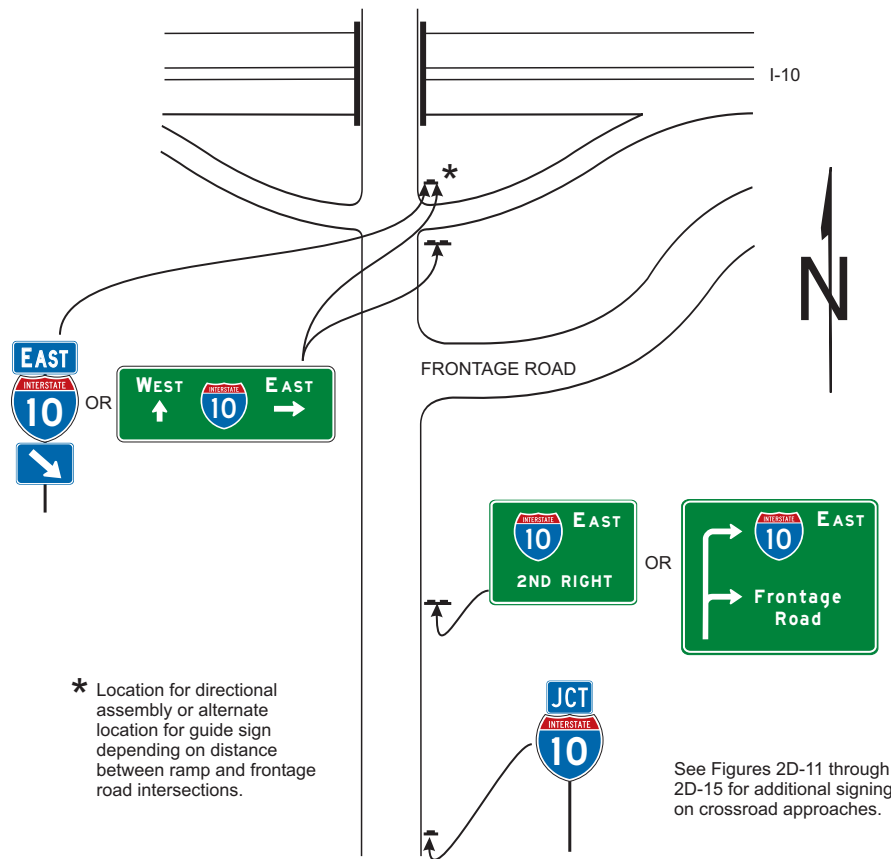 I-10
*
N
FRONTAGE ROAD
EAST
INTERSTATE
10
OR
WEST
INTERSTATE
10
EAST
INTERSTATE
10
EAST
2ND RIGHT
OR
INTERSTATE
10
EAST
Frontage
Road
* Location for directional
assembly or alternate
location for guide sign
depending on distance
between ramp and frontage
road intersections.
JCT
INTERSTATE
10
See Figures 2D-11 through
2D-15 for additional signing
on crossroad approaches.